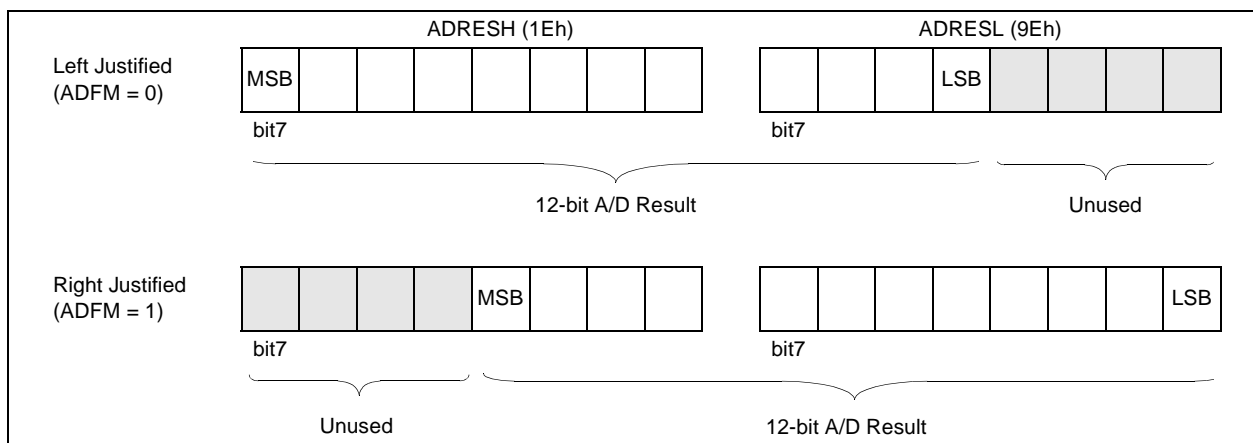 ADRESH (1Eh) ADRESL (9Eh)
Left Justified
(ADFM = 0)
MSB LSB
bit7 bit7
12-bit A/D Result Unused
Right Justified
(ADFM = 1)
MSB LSB
bit7 bit7
Unused 12-bit A/D Result